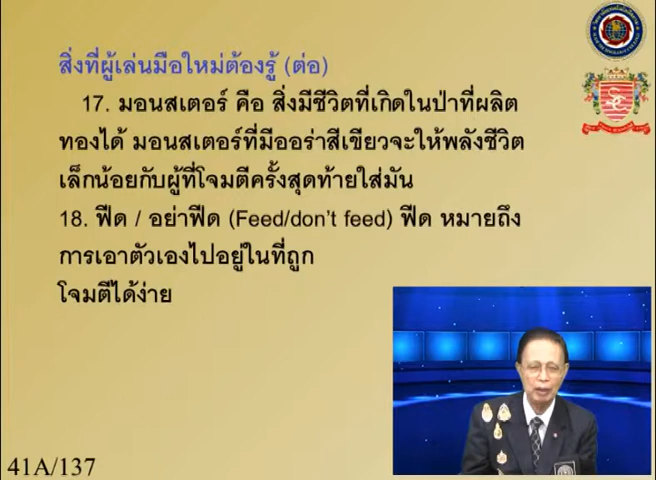 สิ่งที่ผู้เล่นมือใหม่ต้องรู้ (ต่อ)
17. มอนสเตอร์ คือ สิ่งมีชีวิตที่เกิดในป่าที่ผลิต
ทองได้ มอนสเตอร์ที่มีออร่าสีเขียวจะให้พลังชีวิต
เล็กน้อยกับผู้ที่โจมตีครั้งสุดท้ายใส่มัน
18. ฟีด / อย่าฟีด (Feed/don't feed) ฟีด หมายถึง
การเอาตัวเองไปอยู่ในที่ถูก
โจมตีได้ง่าย
41A/137